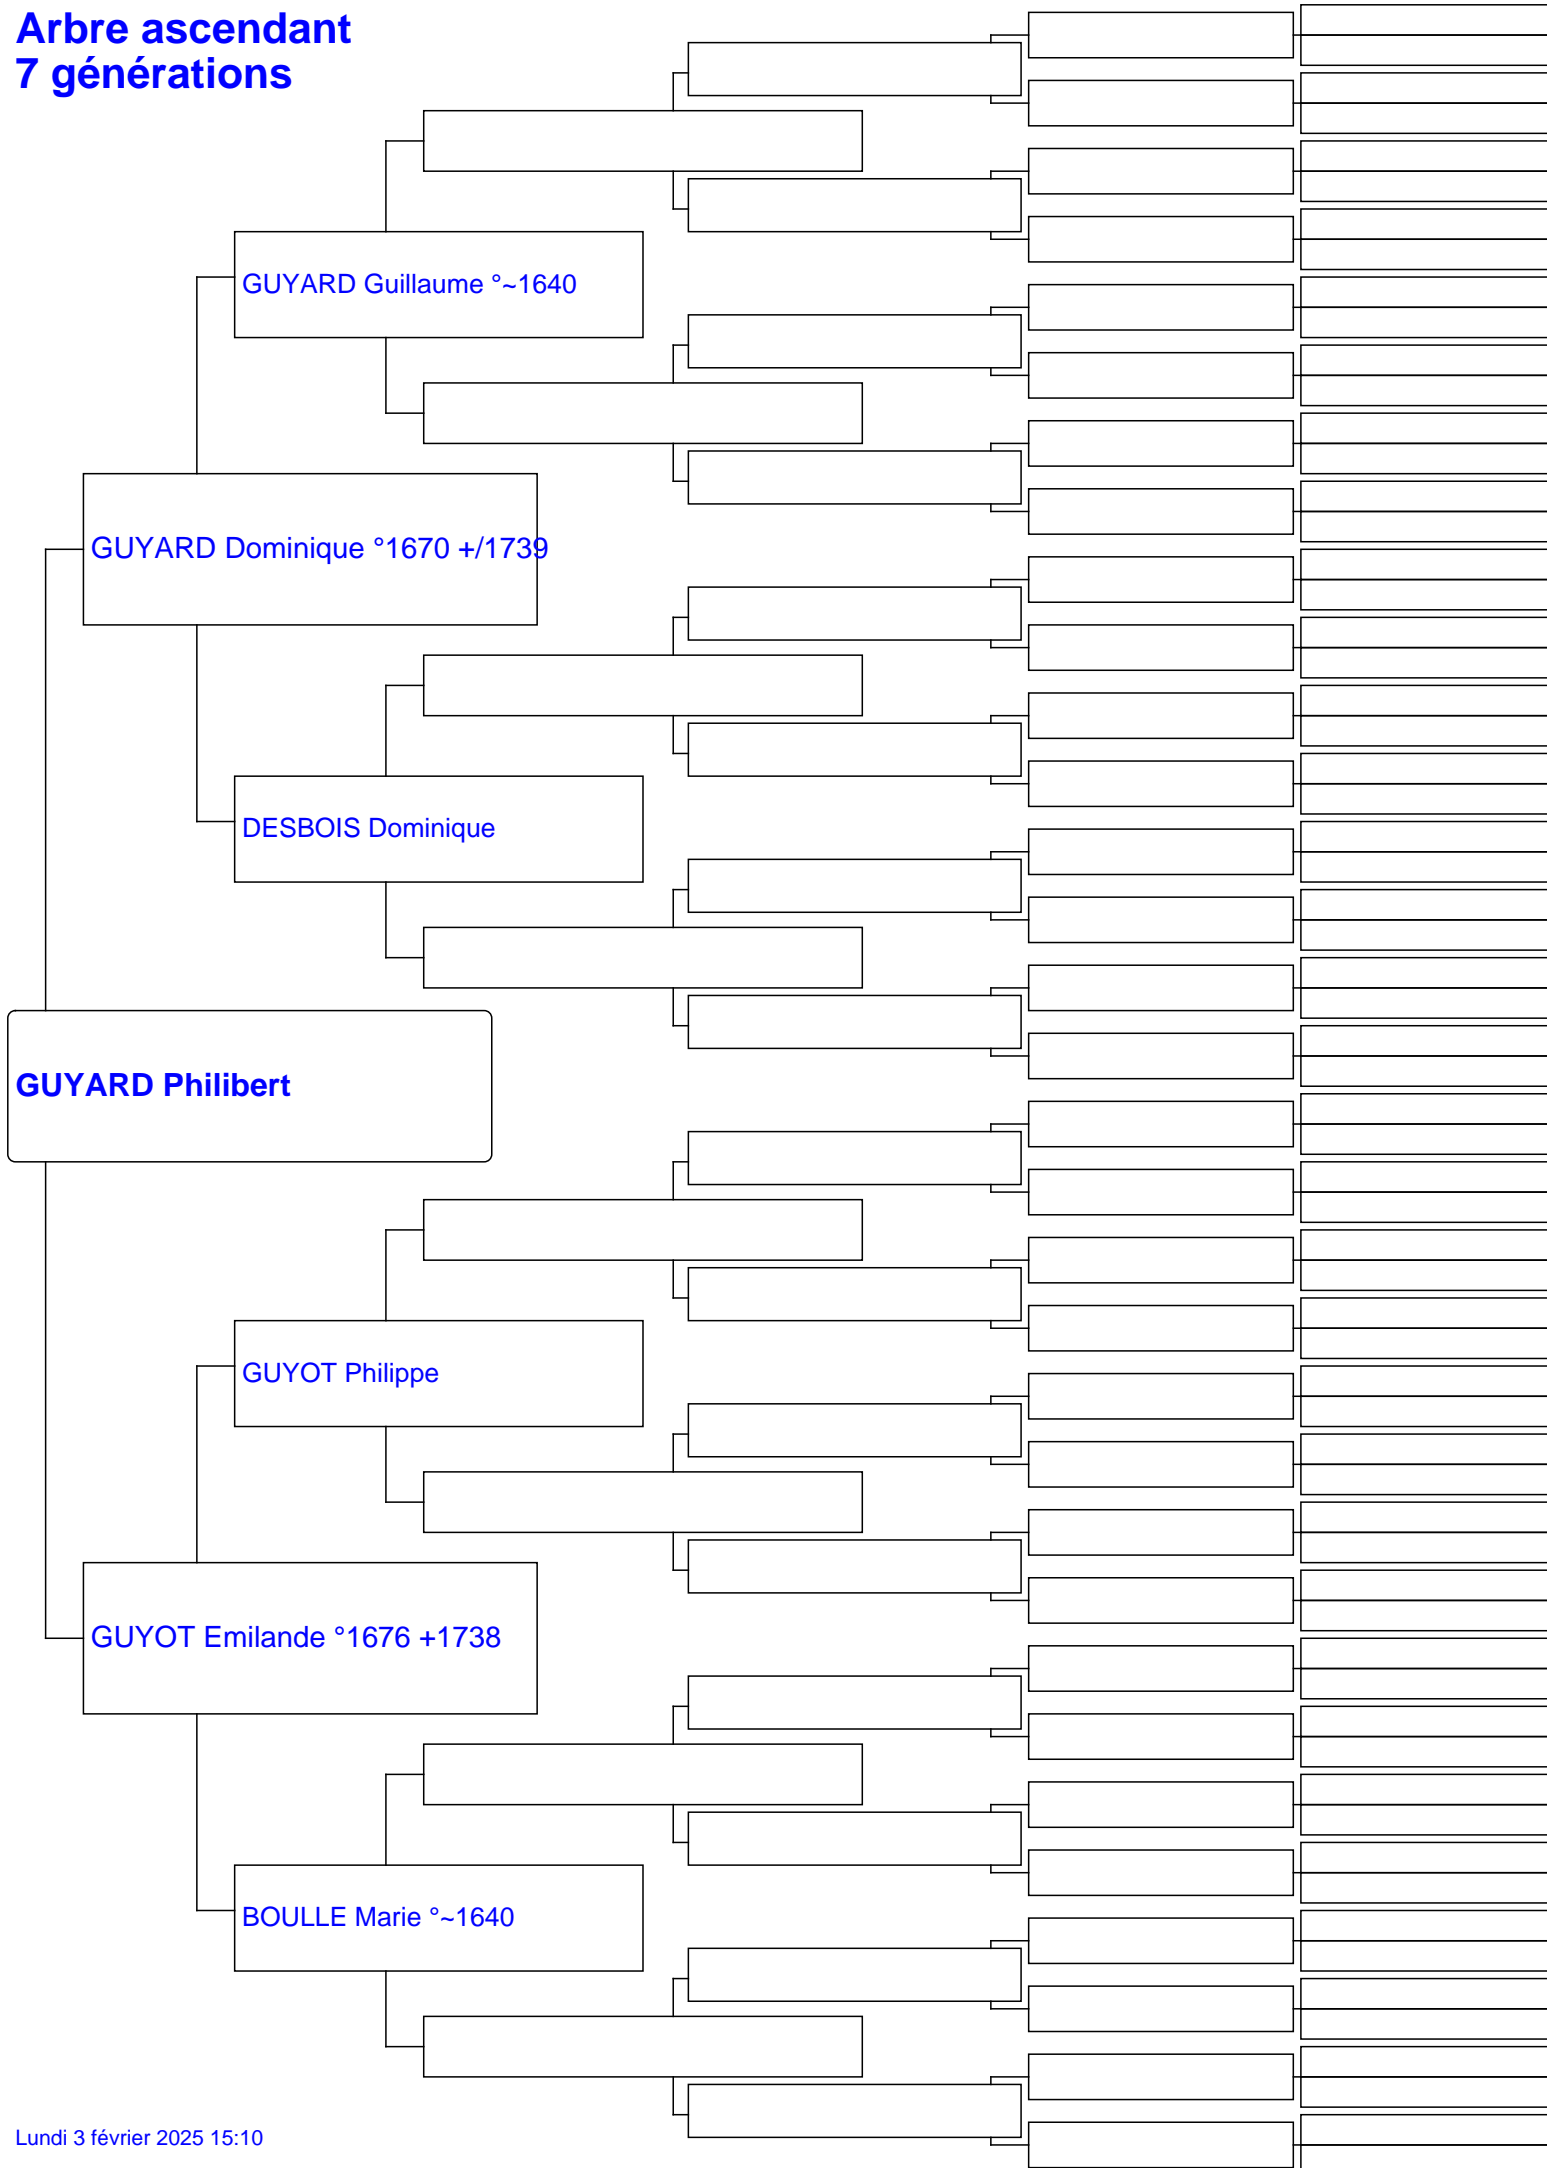 Arbre ascendant
7 générations
GUYARD Guillaume °~1640
GUYARD Dominique °1670 +/1739
DESBOIS Dominique
GUYARD Philibert
GUYOT Philippe
GUYOT Emilande °1676 +1738
BOULLE Marie °~1640
Lundi 3 février 2025 15:10